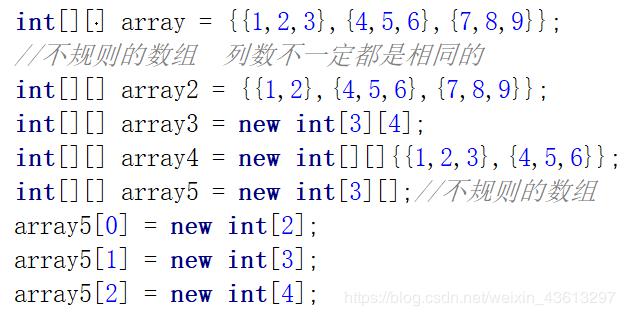 int[][] array = {{1,2,3},{4,5,6},{7,8,9}};
//不规则的数组  列数不一定都是相同的
int[][] array2 = {{1,2},{4,5,6},{7,8,9}};
int[][] array3 = new int[3][4];
int[][] array4 = new int[][]{{1,2,3},{4,5,6}};
int[][] array5 = new int[3][];//不规则的数组
array5[0] = new int[2];
array5[1] = new int[3];
array5[2] = new int[4];
https://blog.csdn.net/weixin_43613297